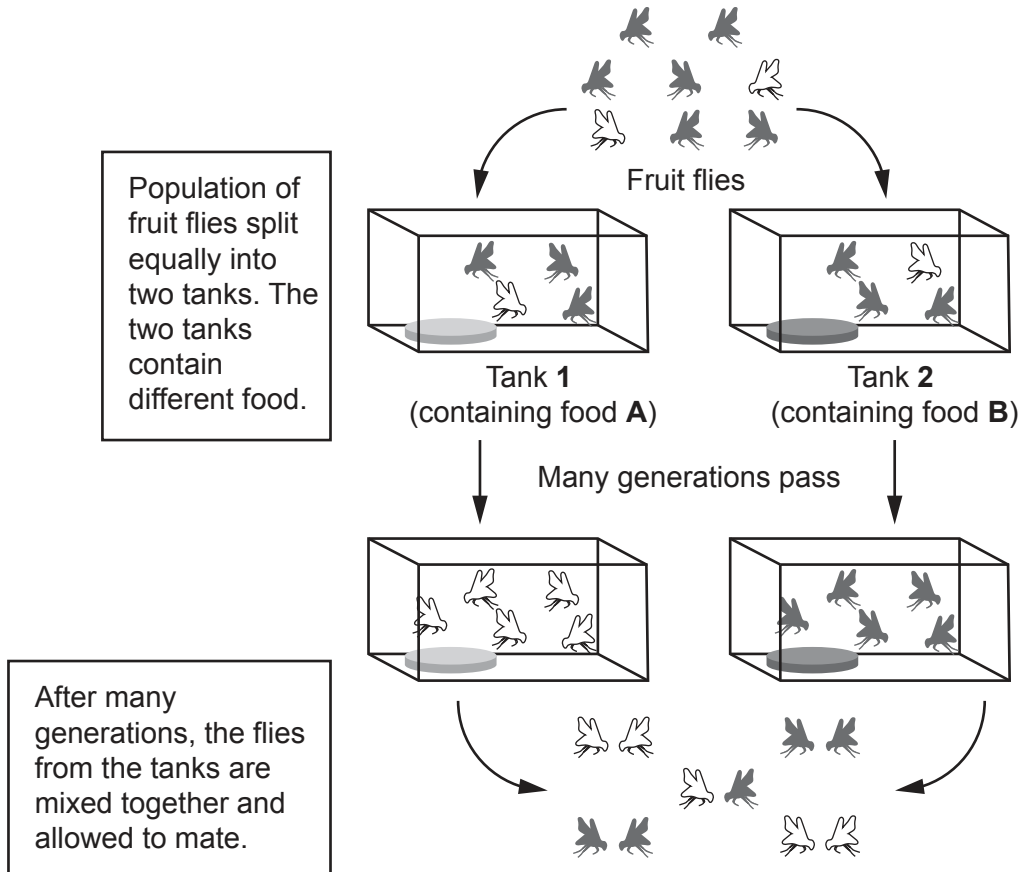 Fruit flies
Population of
fruit flies split
equally into
two tanks. The
two tanks
contain
different food.
Tank 1
(containing food A)
Tank 2
(containing food B)
Many generations pass
After many
generations, the flies
from the tanks are
mixed together and
allowed to mate.